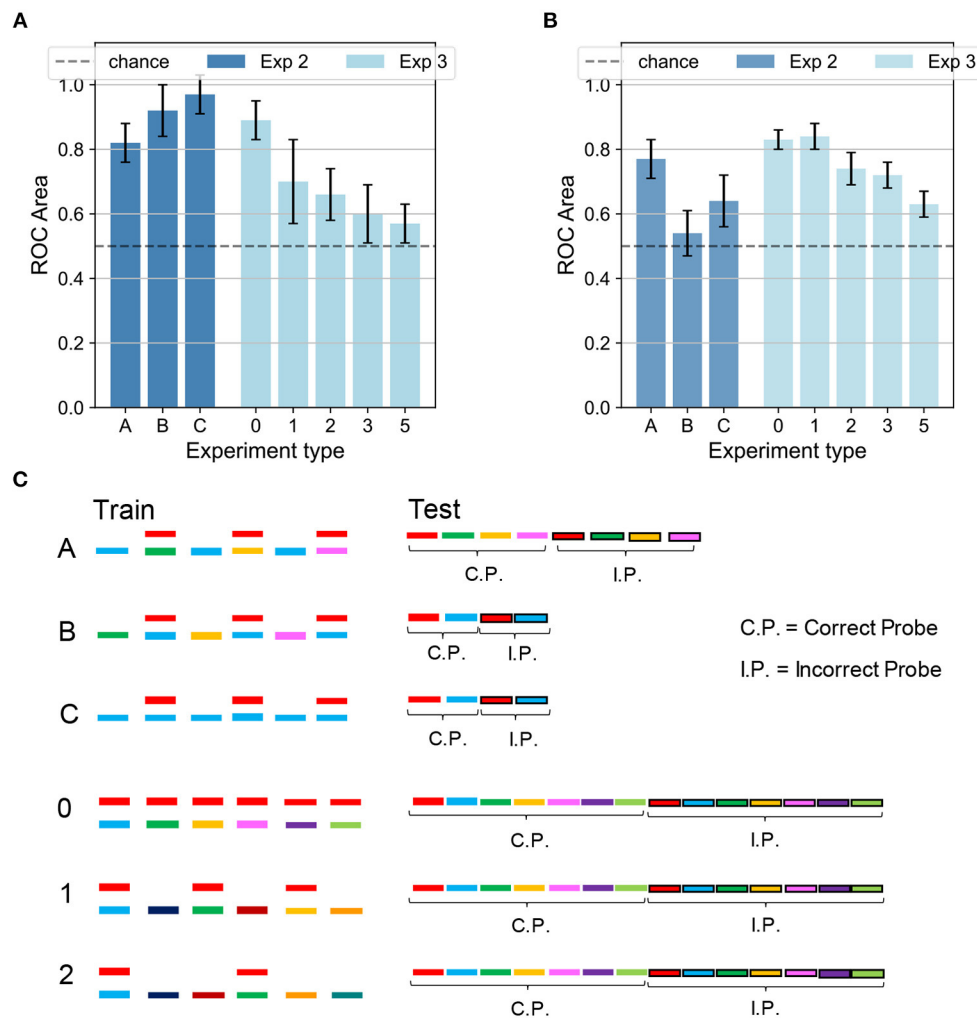 A
chance Exp 2 Exp 3
1.0
0.8
0.6
0.4
0.2
0.0
ROC Area
A B C 0 1 2 3 5
Experiment type
B
chance Exp 2 Exp 3
1.0
0.8
0.6
0.4
0.2
0.0
ROC Area
A B C 0 1 2 3 5
Experiment type
C
Train Test
A
C.P. I.P.
B
C.P. I.P.
C.P. = Correct Probe
I.P. = Incorrect Probe
C
C.P. I.P.
0
C.P. I.P.
1
C.P. I.P.
2
C.P. I.P.